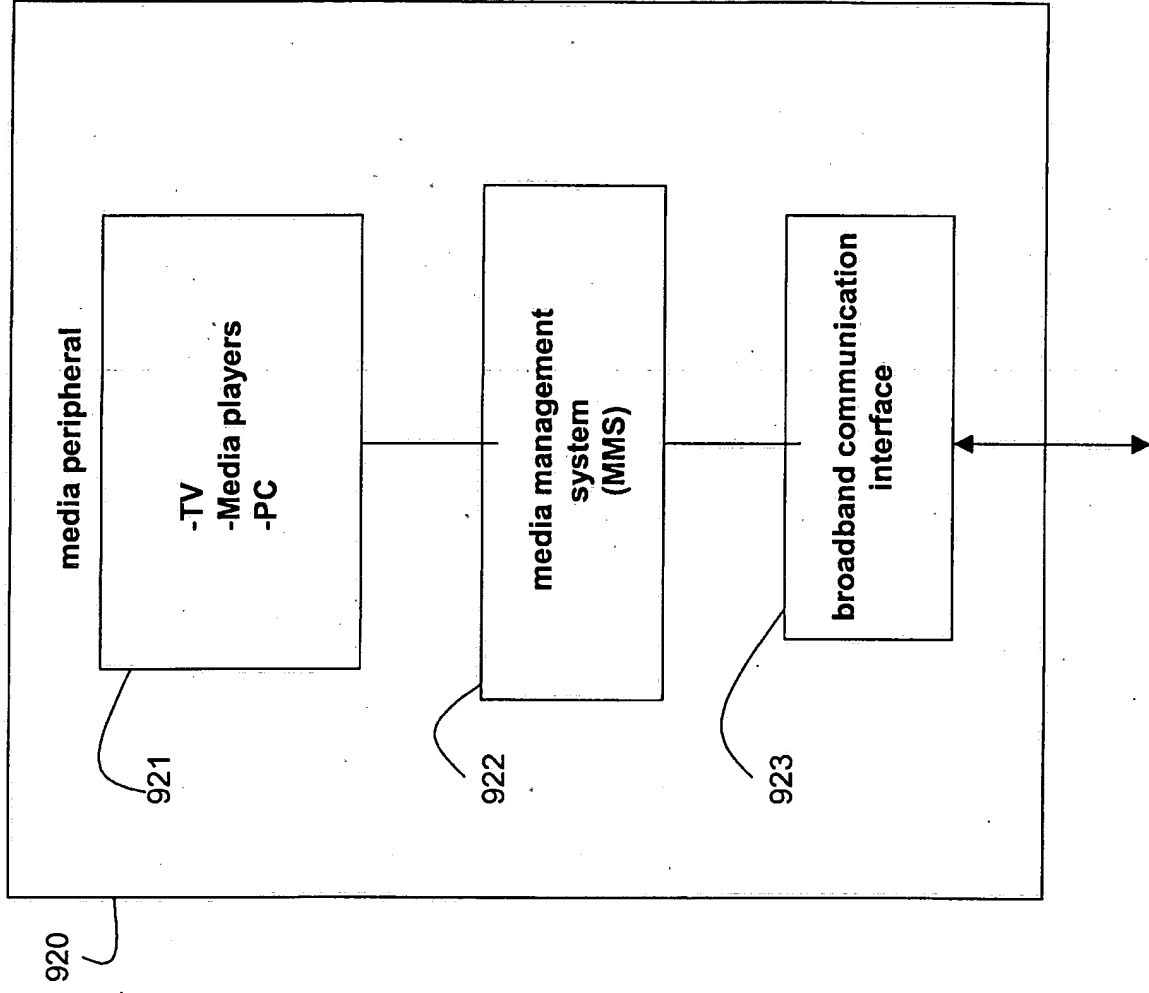 920
media peripheral
921
-TV
-Media players
-PC
922
media management
system
(MMS)
923
broadband communication
interface